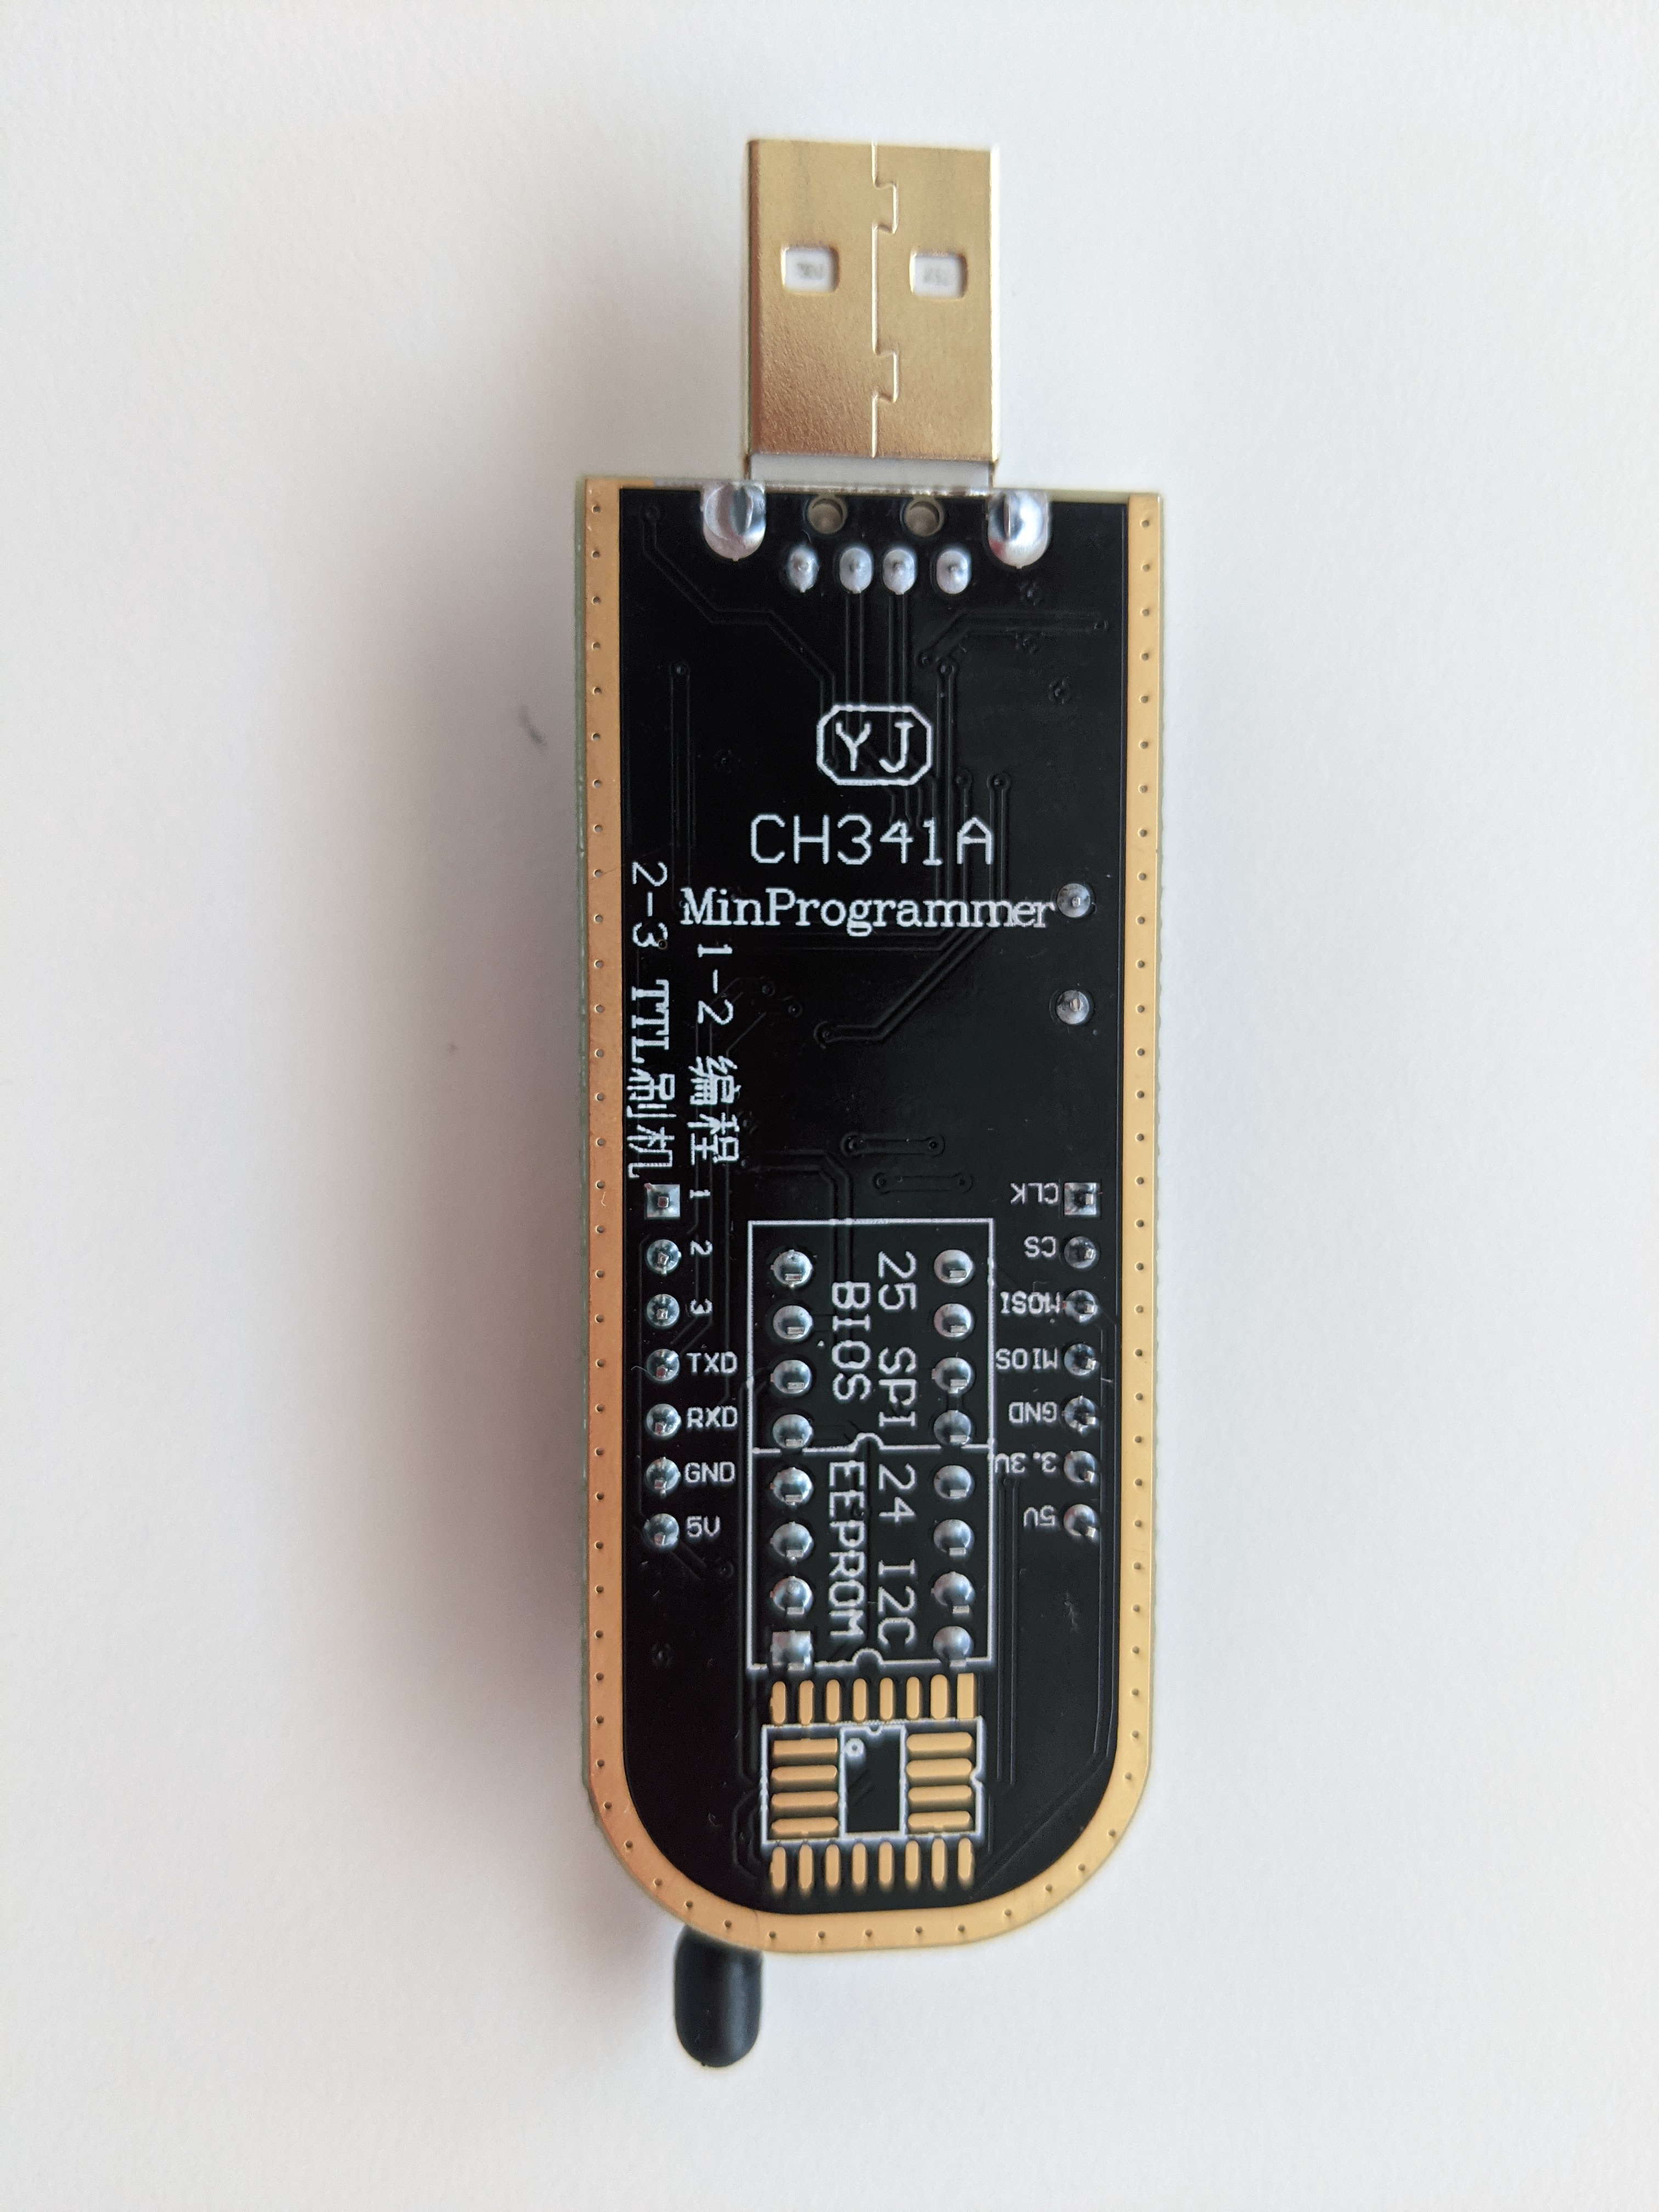 YJ
CH341A
MinProgrammer
2-3 TTL刷机
1-2 编程
1
2
3
TXD
RXD
GND
5V
25 SPI
BIOS
24 I2C
EEPROM
CLK
CS
MOSI
MIOS
GND
3.3V
5V